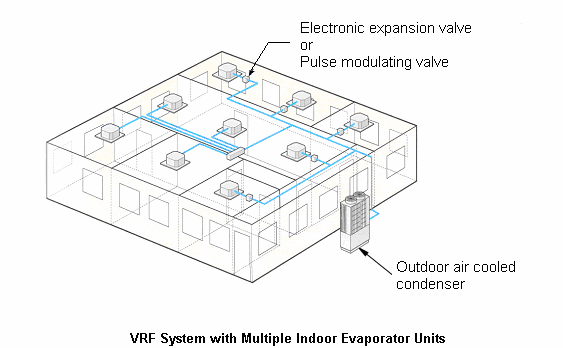 Electronic expansion valve
or
Pulse modulating valve
Outdoor air cooled
condenser
VRF System with Multiple Indoor Evaporator Units